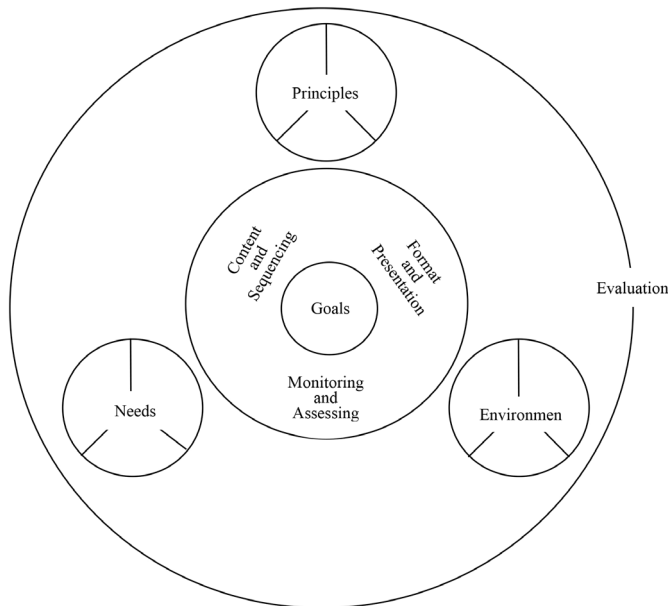 Principles
Content
and
Sequencing
Format
and
Presentation
Evaluation
Goals
Monitoring
and
Assessing
Needs
Environmen